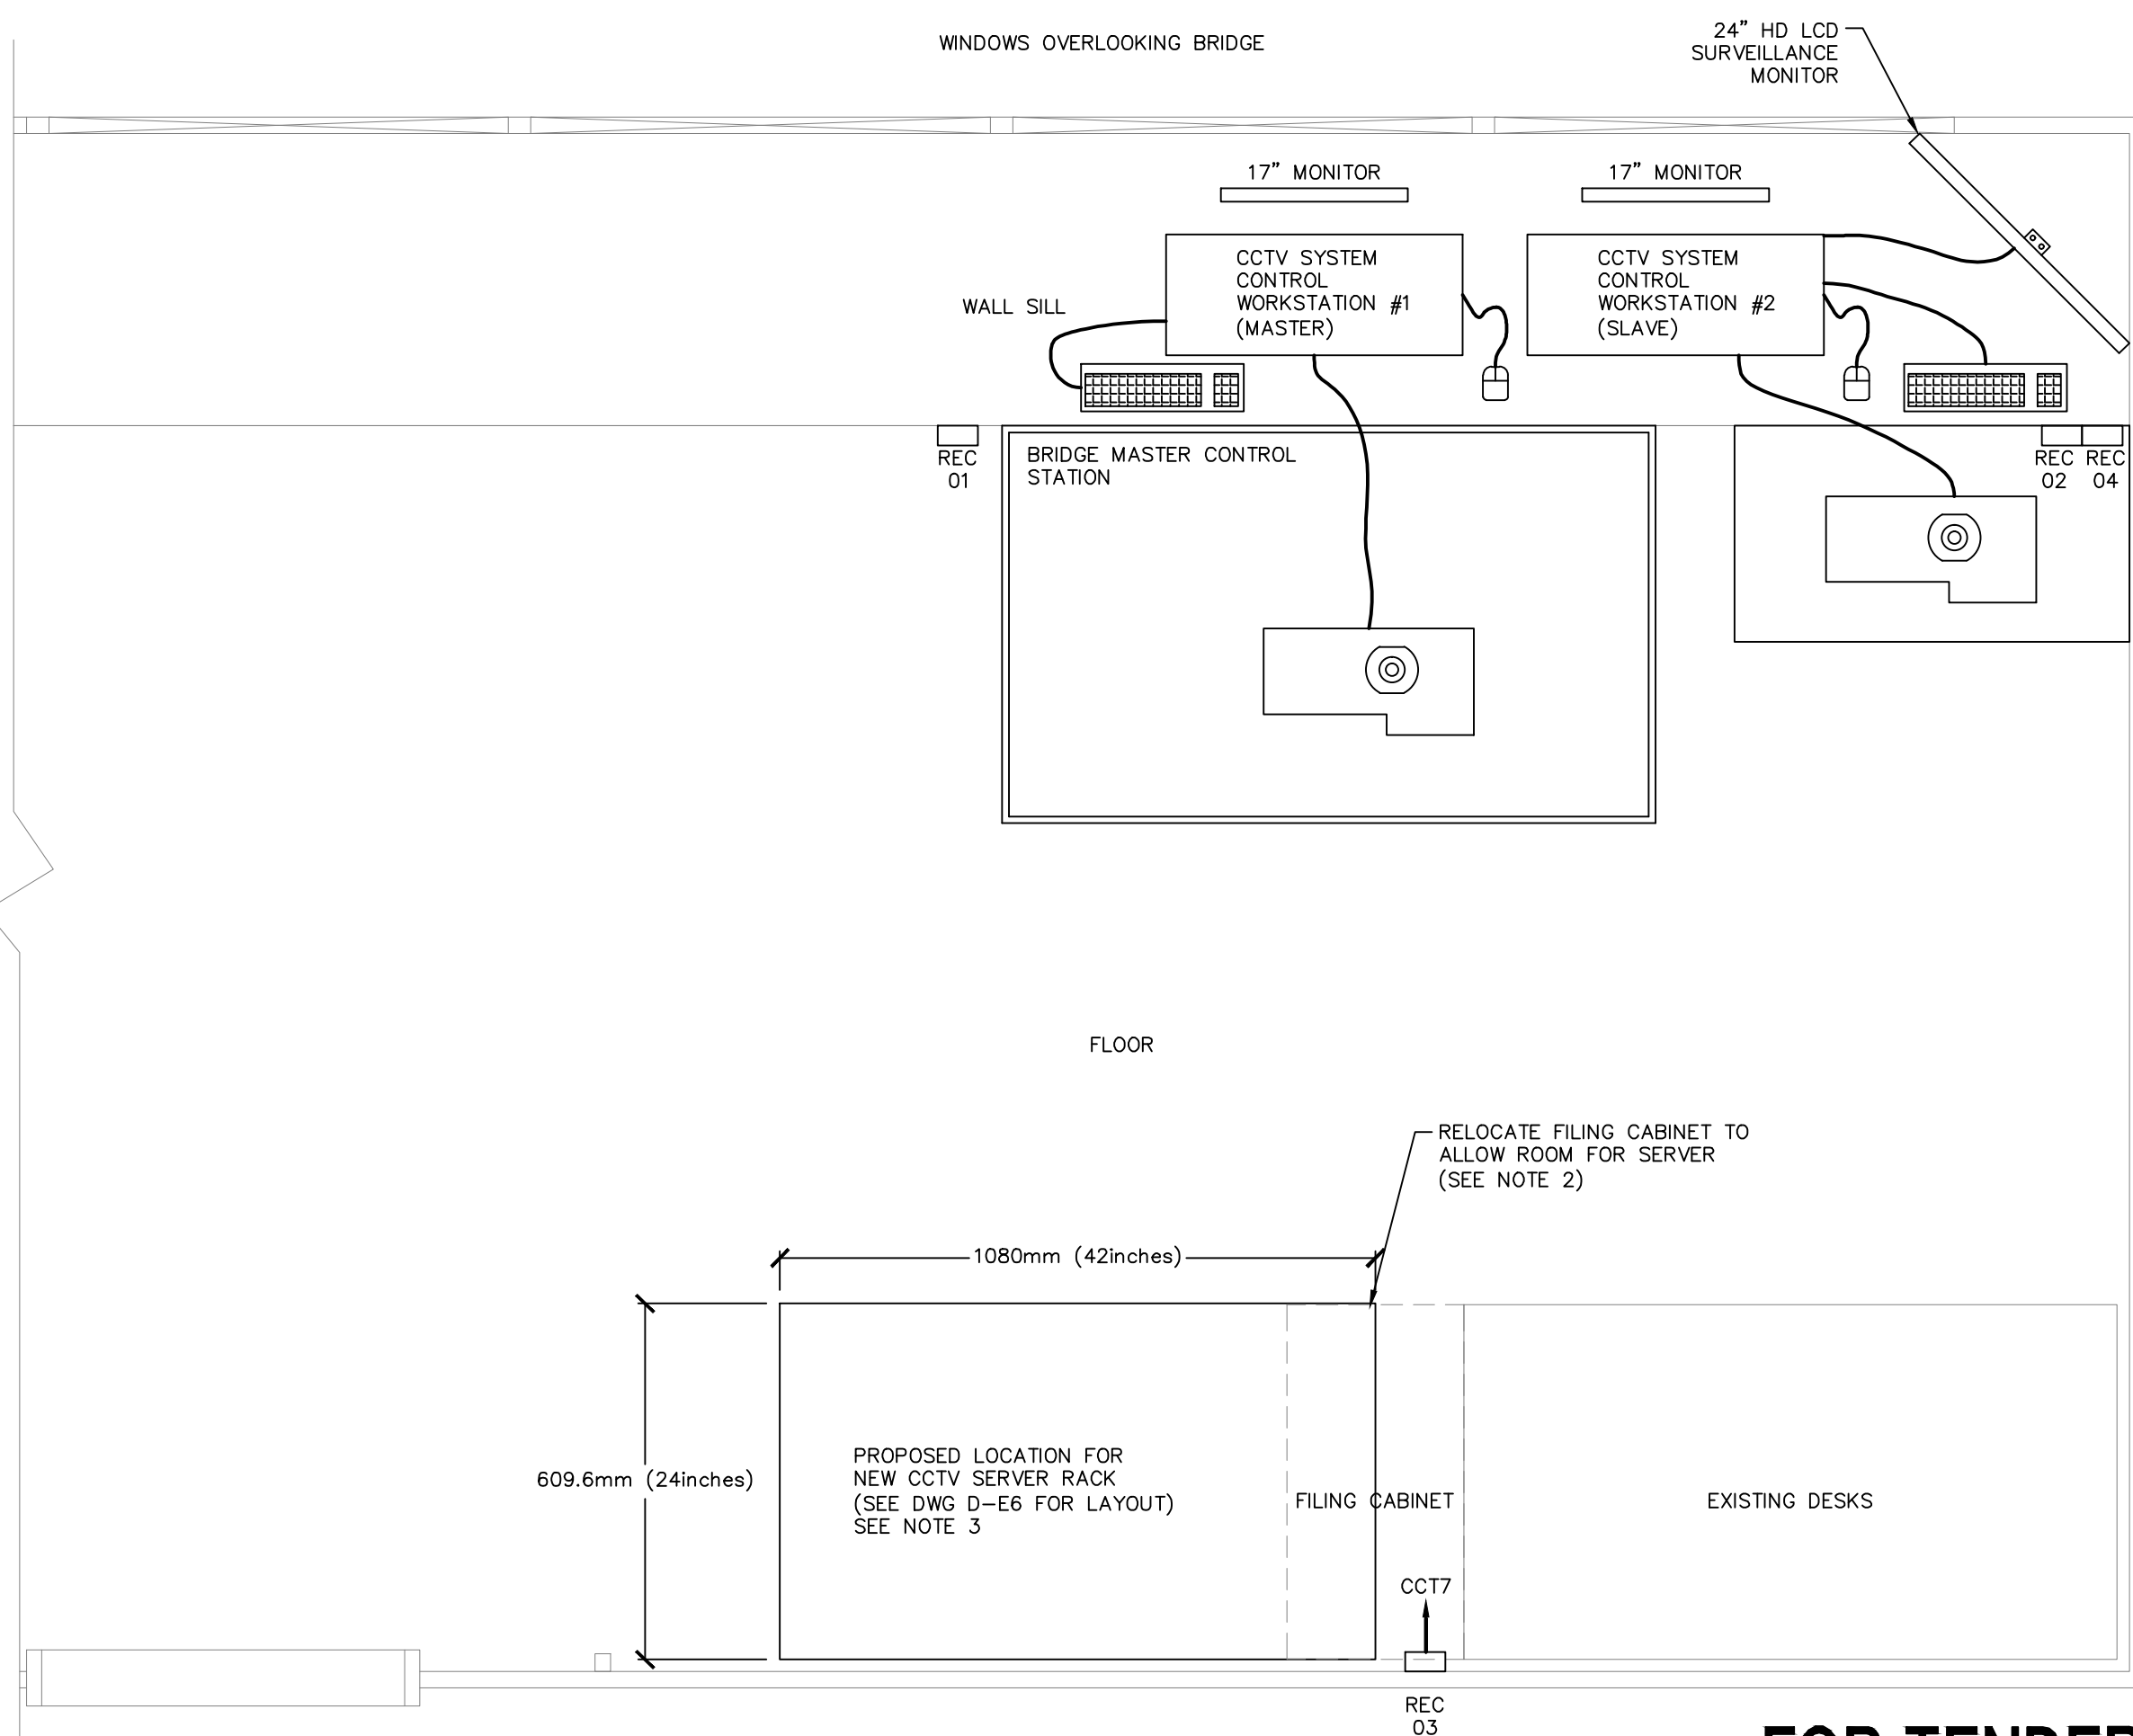 WINDOWS OVERLOOKING BRIDGE
24" HD LCD
SURVEILLANCE
MONITOR
17" MONITOR
17" MONITOR
CCTV SYSTEM
CONTROL
WORKSTATION #1
(MASTER)
CCTV SYSTEM
CONTROL
WORKSTATION #2
(SLAVE)
WALL SILL
REC
01
BRIDGE MASTER CONTROL
STATION
REC
02
REC
04
FLOOR
RELOCATE FILING CABINET TO
ALLOW ROOM FOR SERVER
(SEE NOTE 2)
1080mm (42inches)
609.6mm (24inches)
PROPOSED LOCATION FOR
NEW CCTV SERVER RACK
(SEE DWG D-E6 FOR LAYOUT)
SEE NOTE 3
FILING CABINET
EXISTING DESKS
CCT7
REC
03
FOR TENDER